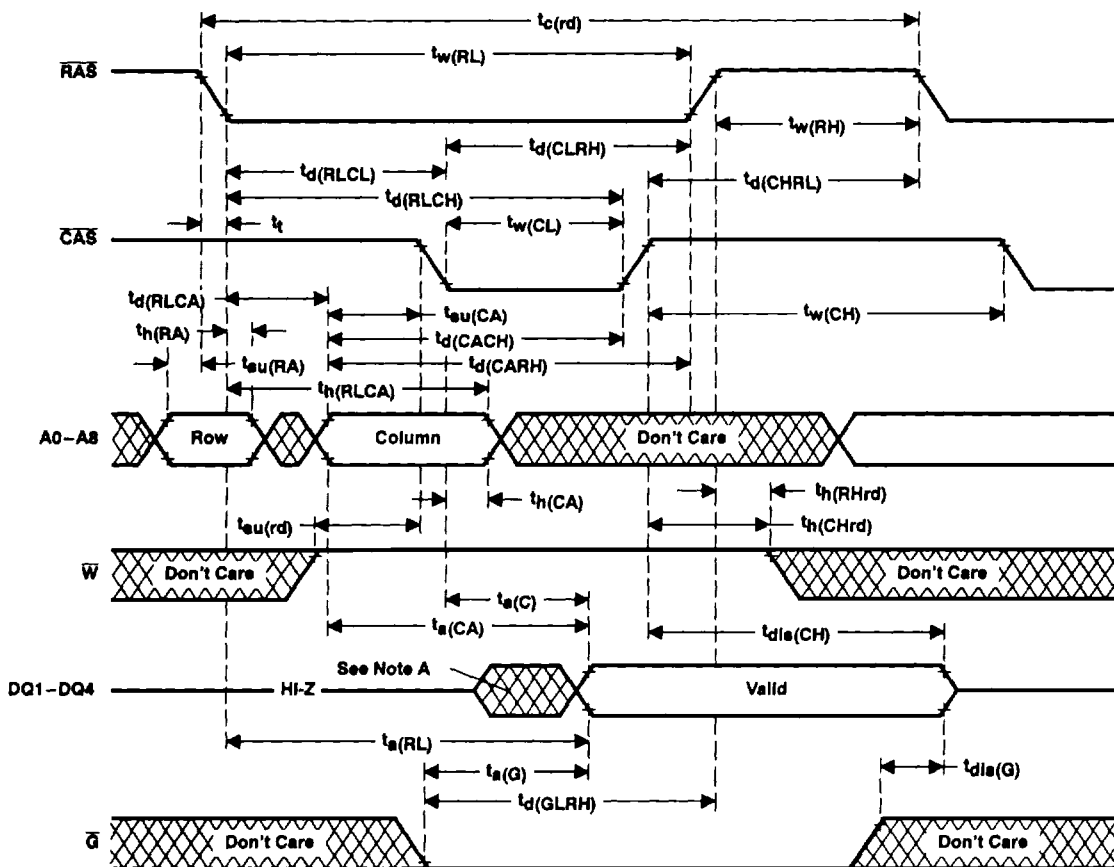 tc(rd)
tw(RL)
RAS
tw(RH)
td(CLRH)
td(RLCL)
td(CHRL)
td(RLCH)
tt
tw(CL)
CAS
td(RLCA)
tsu(CA)
tw(CH)
th(RA)
td(CACH)
tsu(RA)
td(CARH)
th(RLCA)
A0–A8 Row Column Don't Care
th(RHrd)
th(CA)
tsu(rd)
th(CHrd)
W Don't Care Don't Care
ta(C)
ta(CA)
tdis(CH)
See Note A
DQ1–DQ4 Hi-Z Valid
ta(RL)
ta(G)
tdis(G)
td(GLRH)
G Don't Care Don't Care